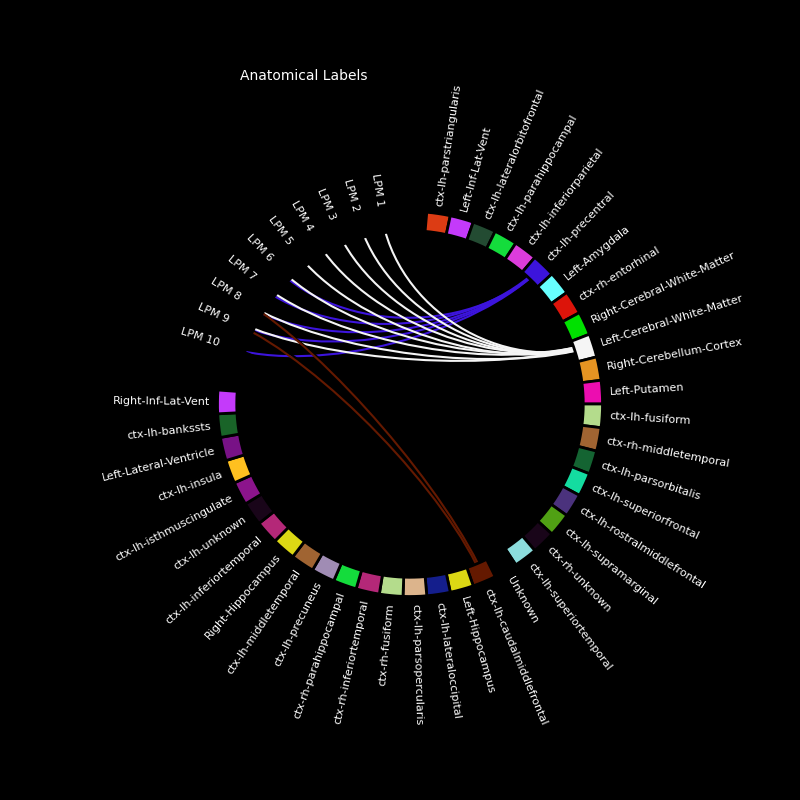 Anatomical Labels
LPM 1
LPM 2
LPM 3
LPM 4
LPM 5
LPM 6
LPM 7
LPM 8
LPM 9
LPM 10
ctx-lh-parstriangularis
Left-Inf-Lat-Vent
ctx-lh-lateralorbitofrontal
ctx-lh-parahippocampal
ctx-lh-inferiorparietal
ctx-lh-precentral
Left-Amygdala
ctx-rh-entorhinal
Right-Cerebral-White-Matter
Left-Cerebral-White-Matter
Right-Cerebellum-Cortex
Left-Putamen
ctx-lh-fusiform
ctx-rh-middletemporal
ctx-lh-parsorbitalis
ctx-lh-superiorfrontal
ctx-lh-rostralmiddlefrontal
ctx-lh-supramarginal
ctx-rh-unknown
ctx-lh-superiortemporal
Unknown
ctx-lh-caudalmiddlefrontal
Left-Hippocampus
ctx-lh-lateraloccipital
ctx-lh-parsopercularis
ctx-rh-fusiform
ctx-rh-inferiortemporal
ctx-rh-parahippocampal
ctx-lh-precuneus
ctx-lh-middletemporal
Right-Hippocampus
ctx-lh-inferiortemporal
ctx-lh-unknown
ctx-lh-isthmuscingulate
ctx-lh-insula
Left-Lateral-Ventricle
ctx-lh-bankssts
Right-Inf-Lat-Vent